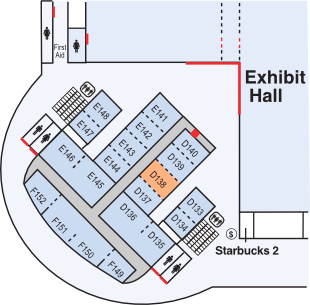 First
Aid
Exhibit
Hall
E148
E147
E141
E142
E143
E144
E146
E145
D140
D139
D138
D137
D136
D135
D133
D134
F152
F151
F150
F149
S
Starbucks 2